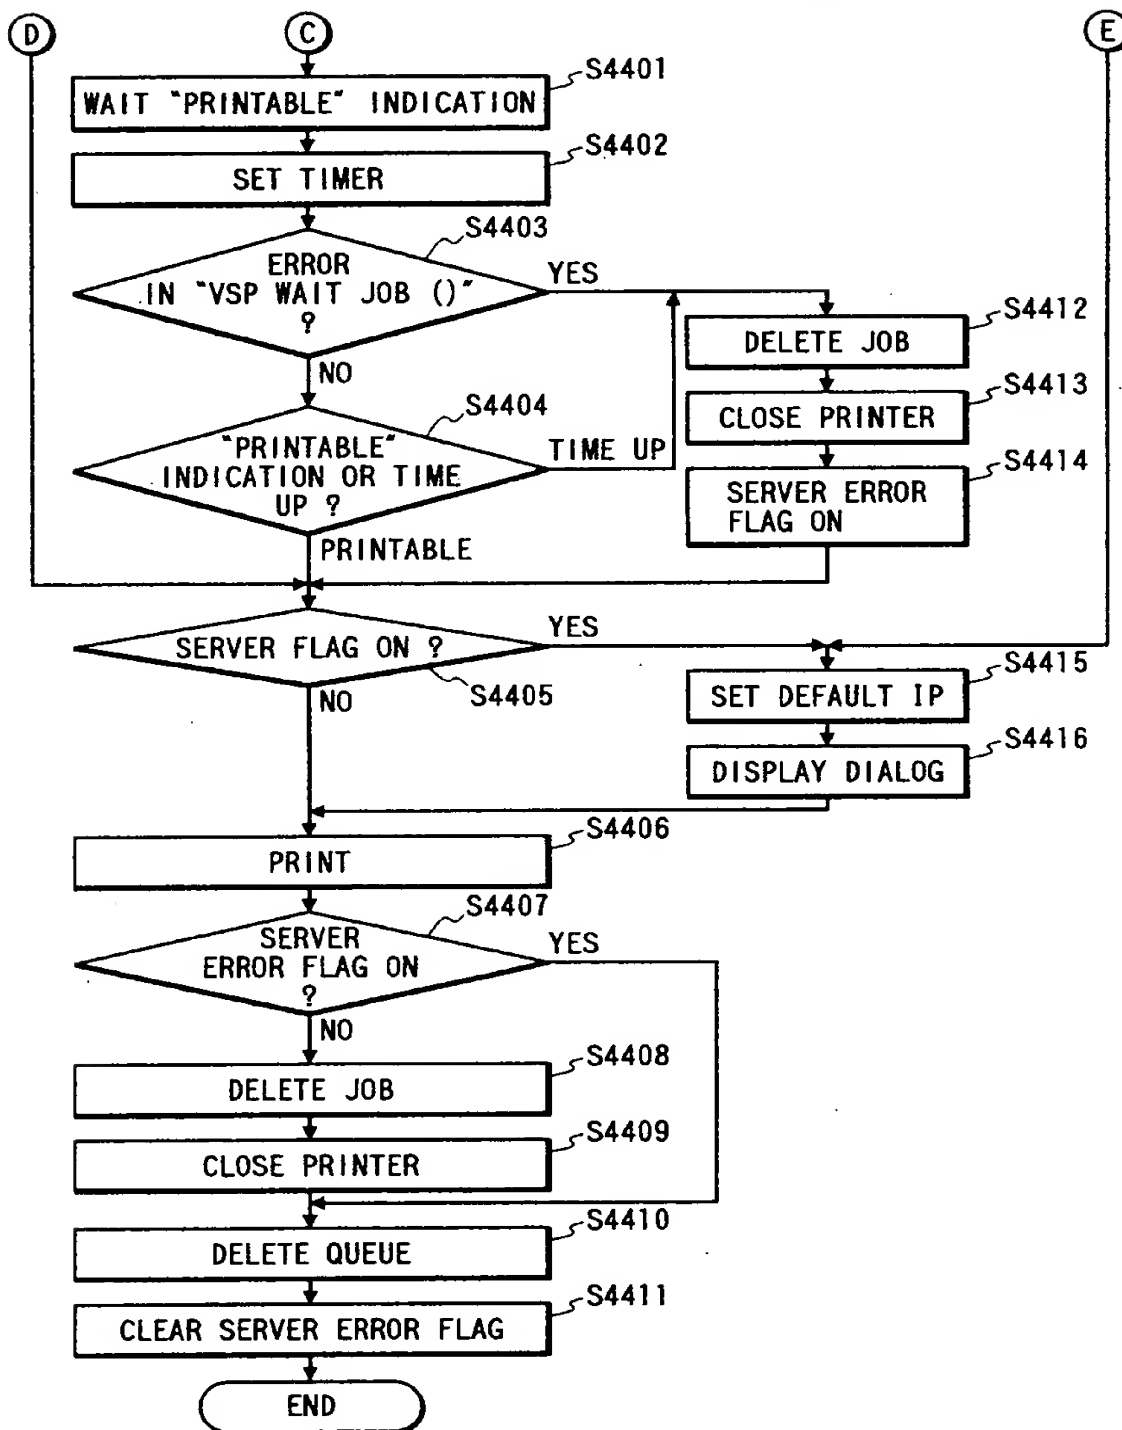 D
C
E
S4401
WAIT "PRINTABLE" INDICATION
S4402
SET TIMER
S4403
ERROR
IN "VSP WAIT JOB ()"
?
YES
NO
S4412
DELETE JOB
S4413
CLOSE PRINTER
S4404
"PRINTABLE"
INDICATION OR TIME
UP ?
TIME UP
PRINTABLE
S4414
SERVER ERROR
FLAG ON
SERVER FLAG ON ?
YES
S4405
NO
S4415
SET DEFAULT IP
S4416
DISPLAY DIALOG
S4406
PRINT
S4407
SERVER
ERROR FLAG ON
?
YES
NO
S4408
DELETE JOB
S4409
CLOSE PRINTER
S4410
DELETE QUEUE
S4411
CLEAR SERVER ERROR FLAG
END